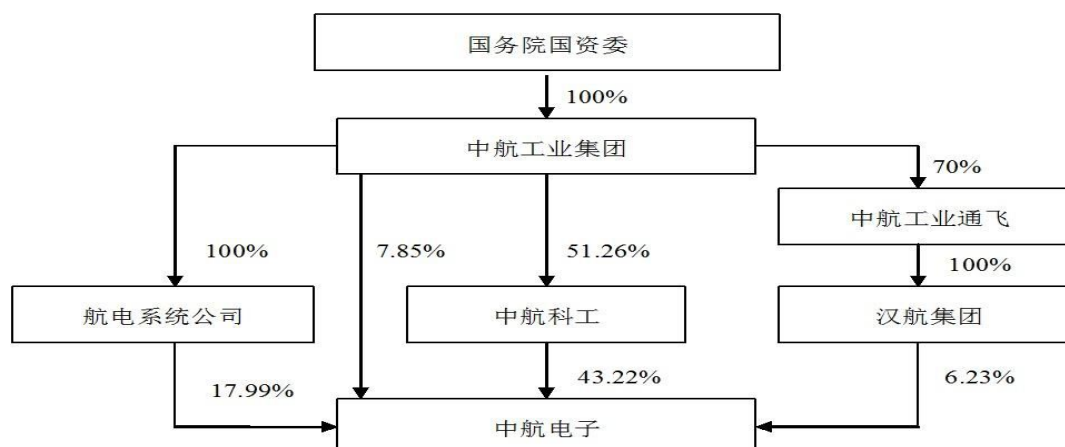 国务院国资委
100%
中航工业集团
70%
中航工业通飞
100%
7.85%
51.26%
100%
航电系统公司
中航科工
汉航集团
17.99%
43.22%
6.23%
中航电子